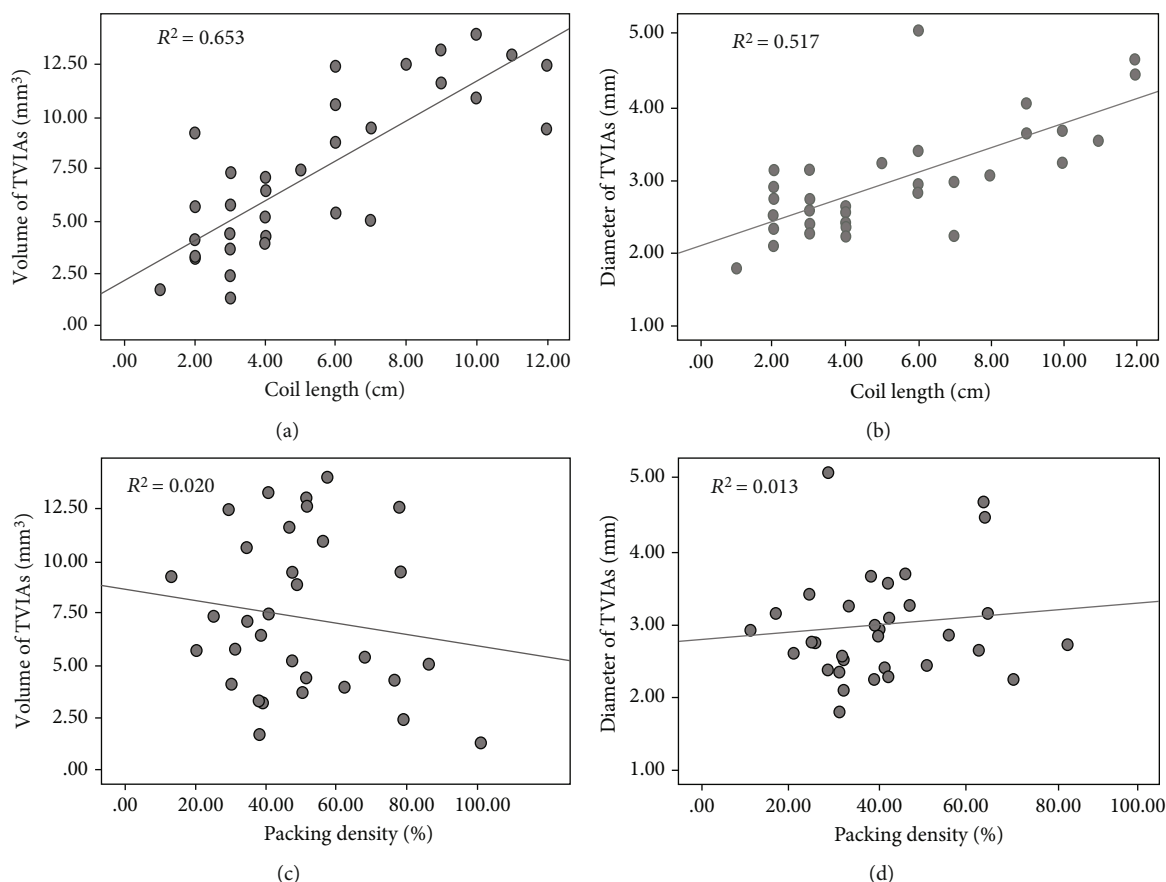 R² = 0.653
Volume of TVIAs (mm³)
12.50
10.00
7.50
5.00
2.50
.00
.00 2.00 4.00 6.00 8.00 10.00 12.00
Coil length (cm)
(a)
R² = 0.517
Diameter of TVIAs (mm)
5.00
4.00
3.00
2.00
1.00
.00 2.00 4.00 6.00 8.00 10.00 12.00
Coil length (cm)
(b)
R² = 0.020
Volume of TVIAs (mm³)
12.50
10.00
7.50
5.00
2.50
.00
.00 20.00 40.00 60.00 80.00 100.00
Packing density (%)
(c)
R² = 0.013
Diameter of TVIAs (mm)
5.00
4.00
3.00
2.00
1.00
.00 20.00 40.00 60.00 80.00 100.00
Packing density (%)
(d)